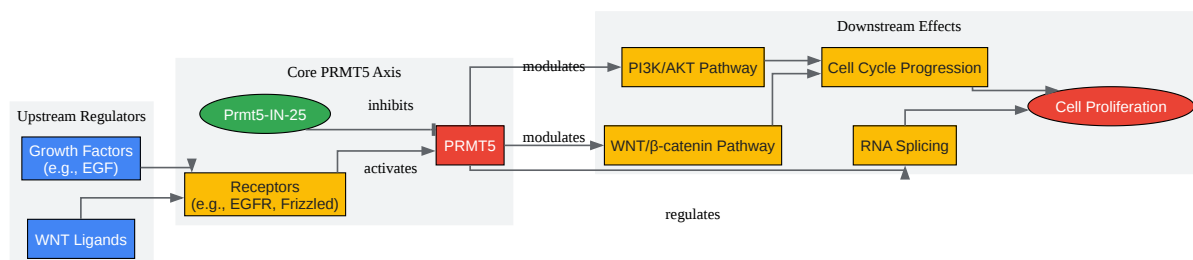 Upstream Regulators
Growth Factors
(e.g., EGF)
WNT Ligands
Core PRMT5 Axis
Prmt5-IN-25
inhibits
Receptors
(e.g., EGFR, Frizzled)
activates
PRMT5
modulates
modulates
regulates
Downstream Effects
PI3K/AKT Pathway
Cell Cycle Progression
WNT/β-catenin Pathway
RNA Splicing
Cell Proliferation